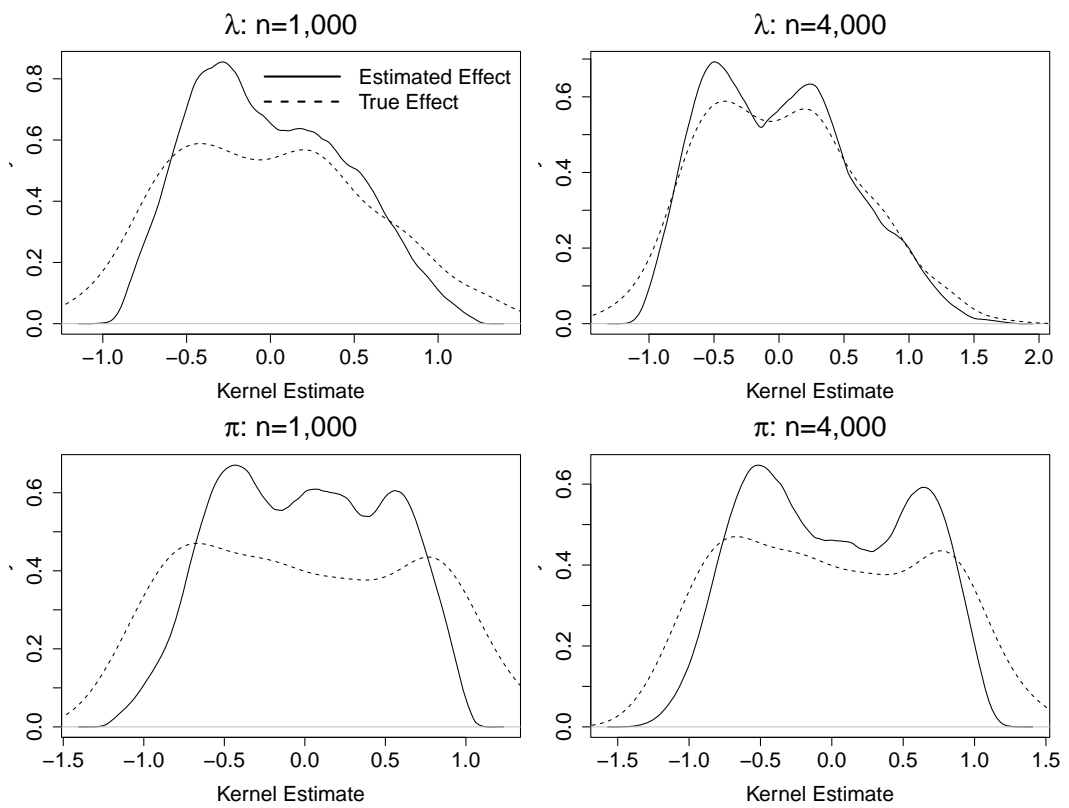 λ: n=1,000
Estimated Effect
True Effect
0.0 0.2 0.4 0.6 0.8
−1.0 −0.5 0.0 0.5 1.0
Kernel Estimate
λ: n=4,000
0.0 0.2 0.4 0.6
−1.0 −0.5 0.0 0.5 1.0 1.5 2.0
Kernel Estimate
π: n=1,000
0.0 0.2 0.4 0.6
−1.5 −1.0 −0.5 0.0 0.5 1.0
Kernel Estimate
π: n=4,000
0.0 0.2 0.4 0.6
−1.5 −1.0 −0.5 0.0 0.5 1.0 1.5
Kernel Estimate